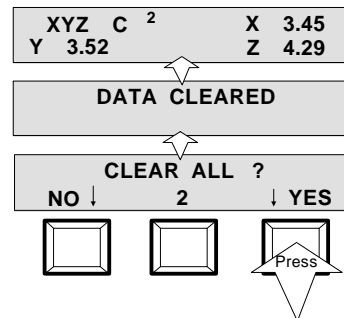 XYZ C 2 X 3.45
Y 3.52 Z 4.29
DATA CLEARED
CLEAR ALL ?
NO ↓ 2 ↓ YES
Press